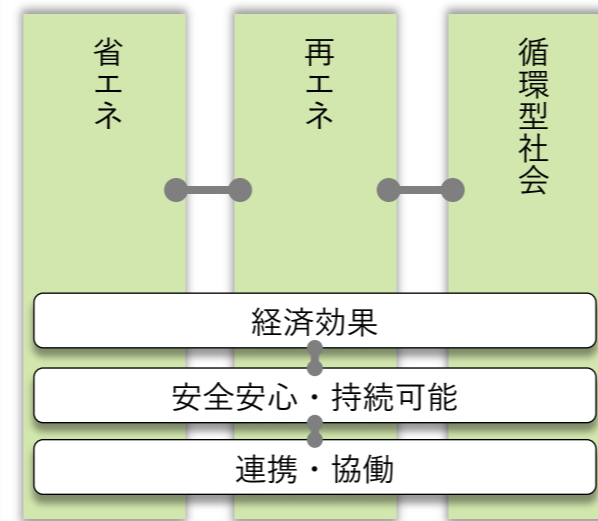 省エネ
再エネ
循環型社会
経済効果
安全安心・持続可能
連携・協働